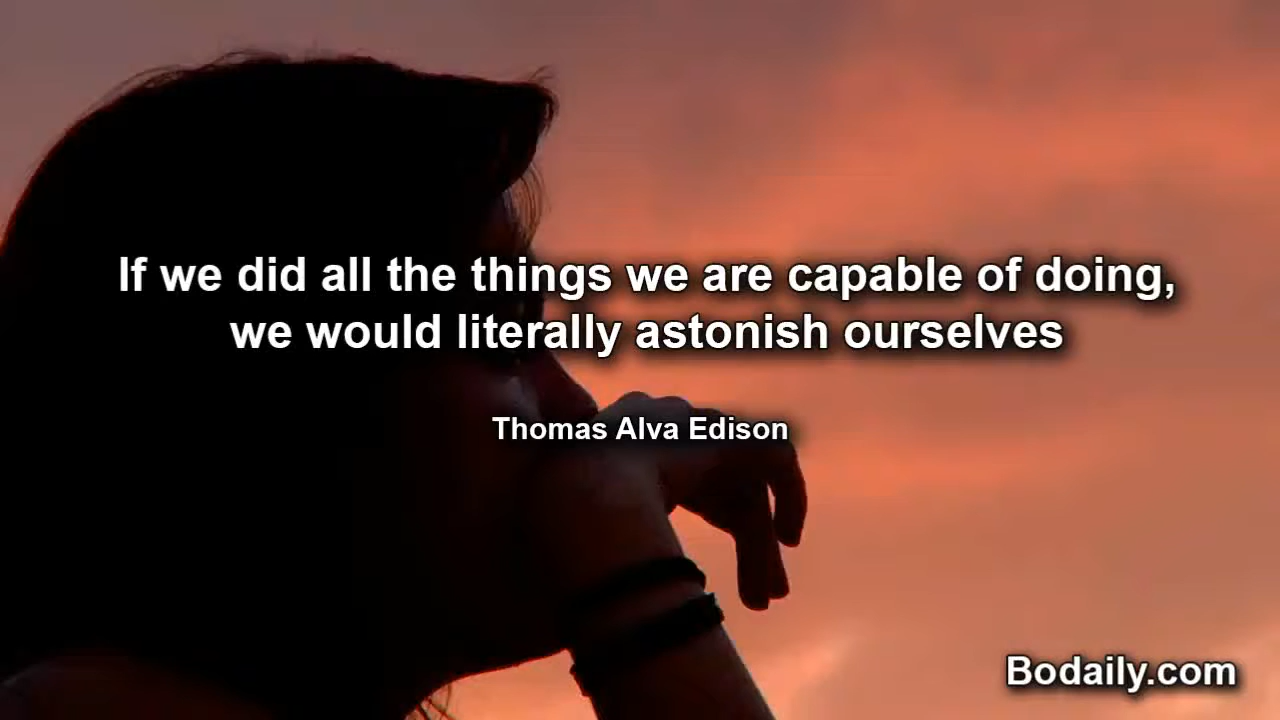 If we did all the things we are capable of doing,
we would literally astonish ourselves
Thomas Alva Edison
Bodaily.com